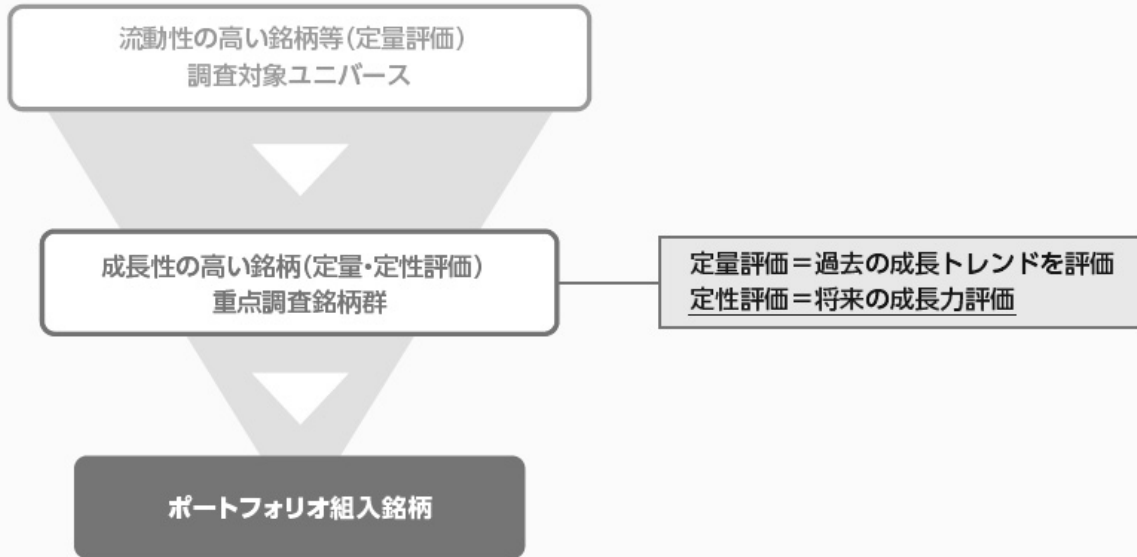 流動性の高い銘柄等(定量評価)
調査対象ユニバース
成長性の高い銘柄(定量・定性評価)
重点調査銘柄群
定量評価=過去の成長トレンドを評価
定性評価=将来の成長力評価
ポートフォリオ組入銘柄